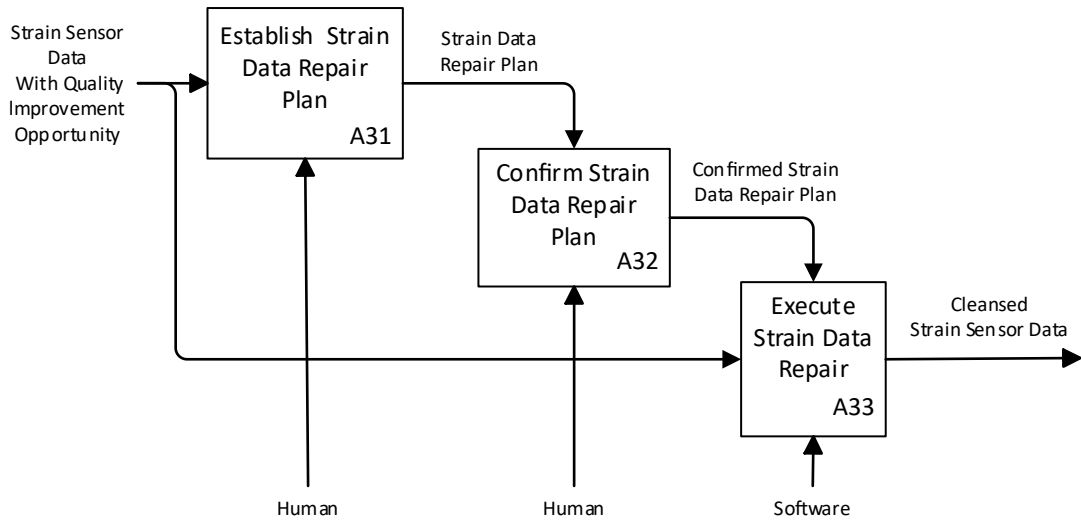 Strain Sensor
Data
With Quality
Improvement
Opportunity
Establish Strain
Data Repair
Plan
A31
Strain Data
Repair Plan
Confirm Strain
Data Repair
Plan
A32
Confirmed Strain
Data Repair Plan
Execute
Strain Data
Repair
A33
Cleansed
Strain Sensor Data
Human
Human
Software